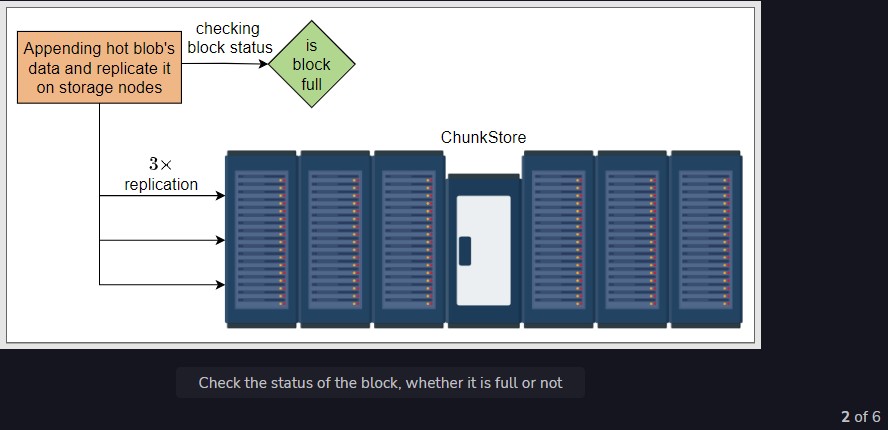 Appending hot blob's
data and replicate it
on storage nodes
checking
block status
is
block
full
3×
replication
ChunkStore
Check the status of the block, whether it is full or not
2 of 6